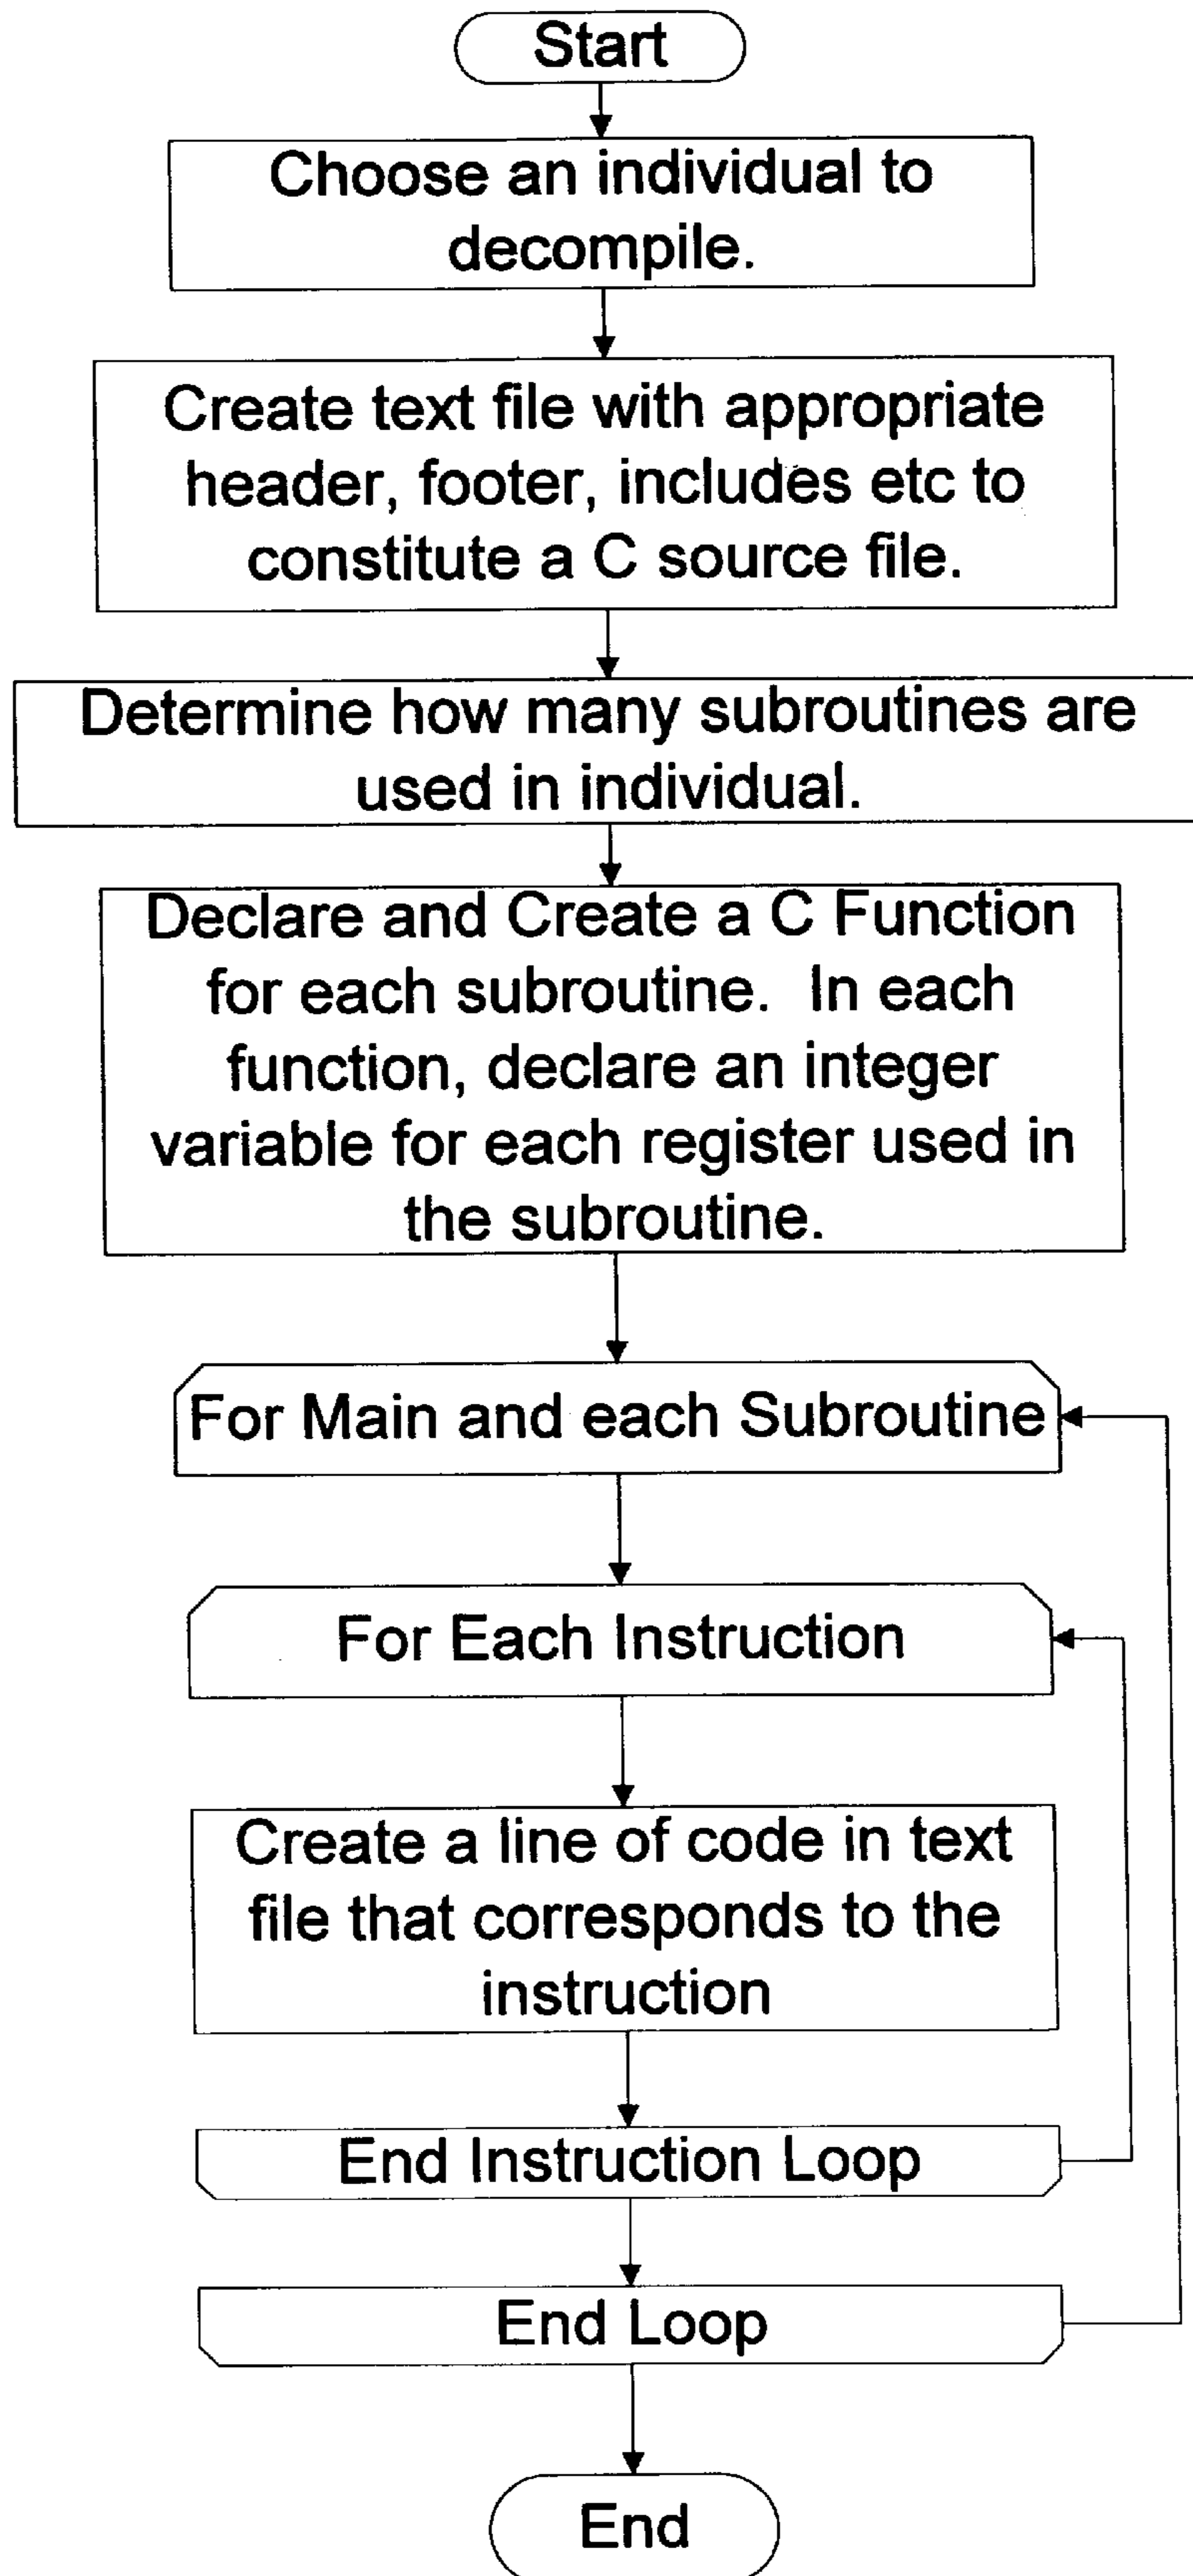 Start
Choose an individual to
decompile.
Create text file with appropriate
header, footer, includes etc to
constitute a C source file.
Determine how many subroutines are
used in individual.
Declare and Create a C Function
for each subroutine.  In each
function, declare an integer
variable for each register used in
the subroutine.
For Main and each Subroutine
For Each Instruction
Create a line of code in text
file that corresponds to the
instruction
End Instruction Loop
End Loop
End